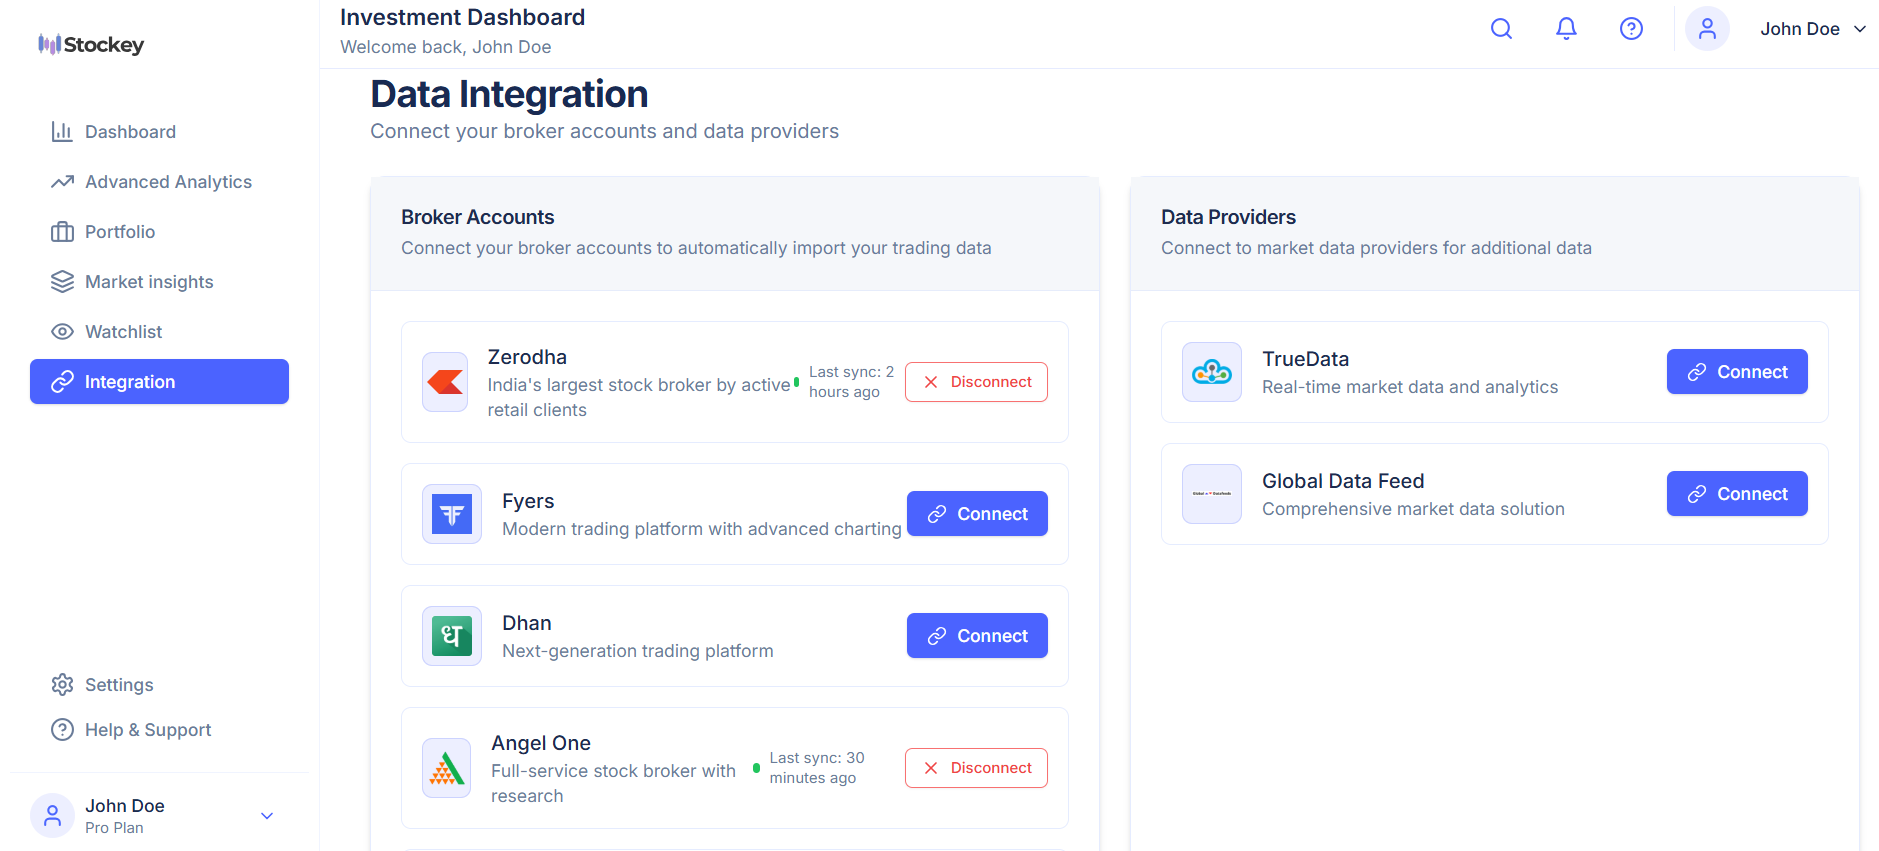 Stockey
Investment Dashboard
Welcome back, John Doe
John Doe
Dashboard
Advanced Analytics
Portfolio
Market insights
Watchlist
Integration
Settings
Help & Support
John Doe
Pro Plan
Data Integration
Connect your broker accounts and data providers
Broker Accounts
Connect your broker accounts to automatically import your trading data
Zerodha
India's largest stock broker by active
retail clients
Last sync: 2
hours ago
Disconnect
Fyers
Modern trading platform with advanced charting
Connect
ध
Dhan
Next-generation trading platform
Connect
Angel One
Full-service stock broker with
research
Last sync: 30
minutes ago
Disconnect
Data Providers
Connect to market data providers for additional data
TrueData
Real-time market data and analytics
Connect
Global Data Feed
Comprehensive market data solution
Connect